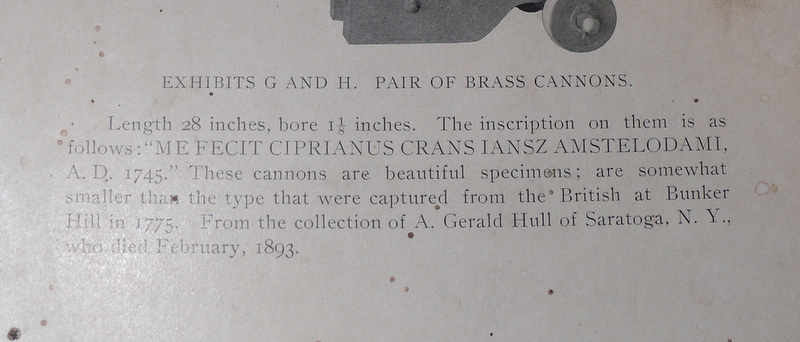 EXHIBITS G AND H. PAIR OF BRASS CANNONS.
Length 28 inches, bore 1⅛ inches. The inscription on them is as
follows: "ME FECIT CIPRIANUS CRANS IANSZ AMSTELODAMI,
A. D. 1745." These cannons are beautiful specimens; are somewhat
smaller than the type that were captured from the British at Bunker
Hill in 1775. From the collection of A. Gerald Hull of Saratoga, N. Y.,
who died February, 1893.